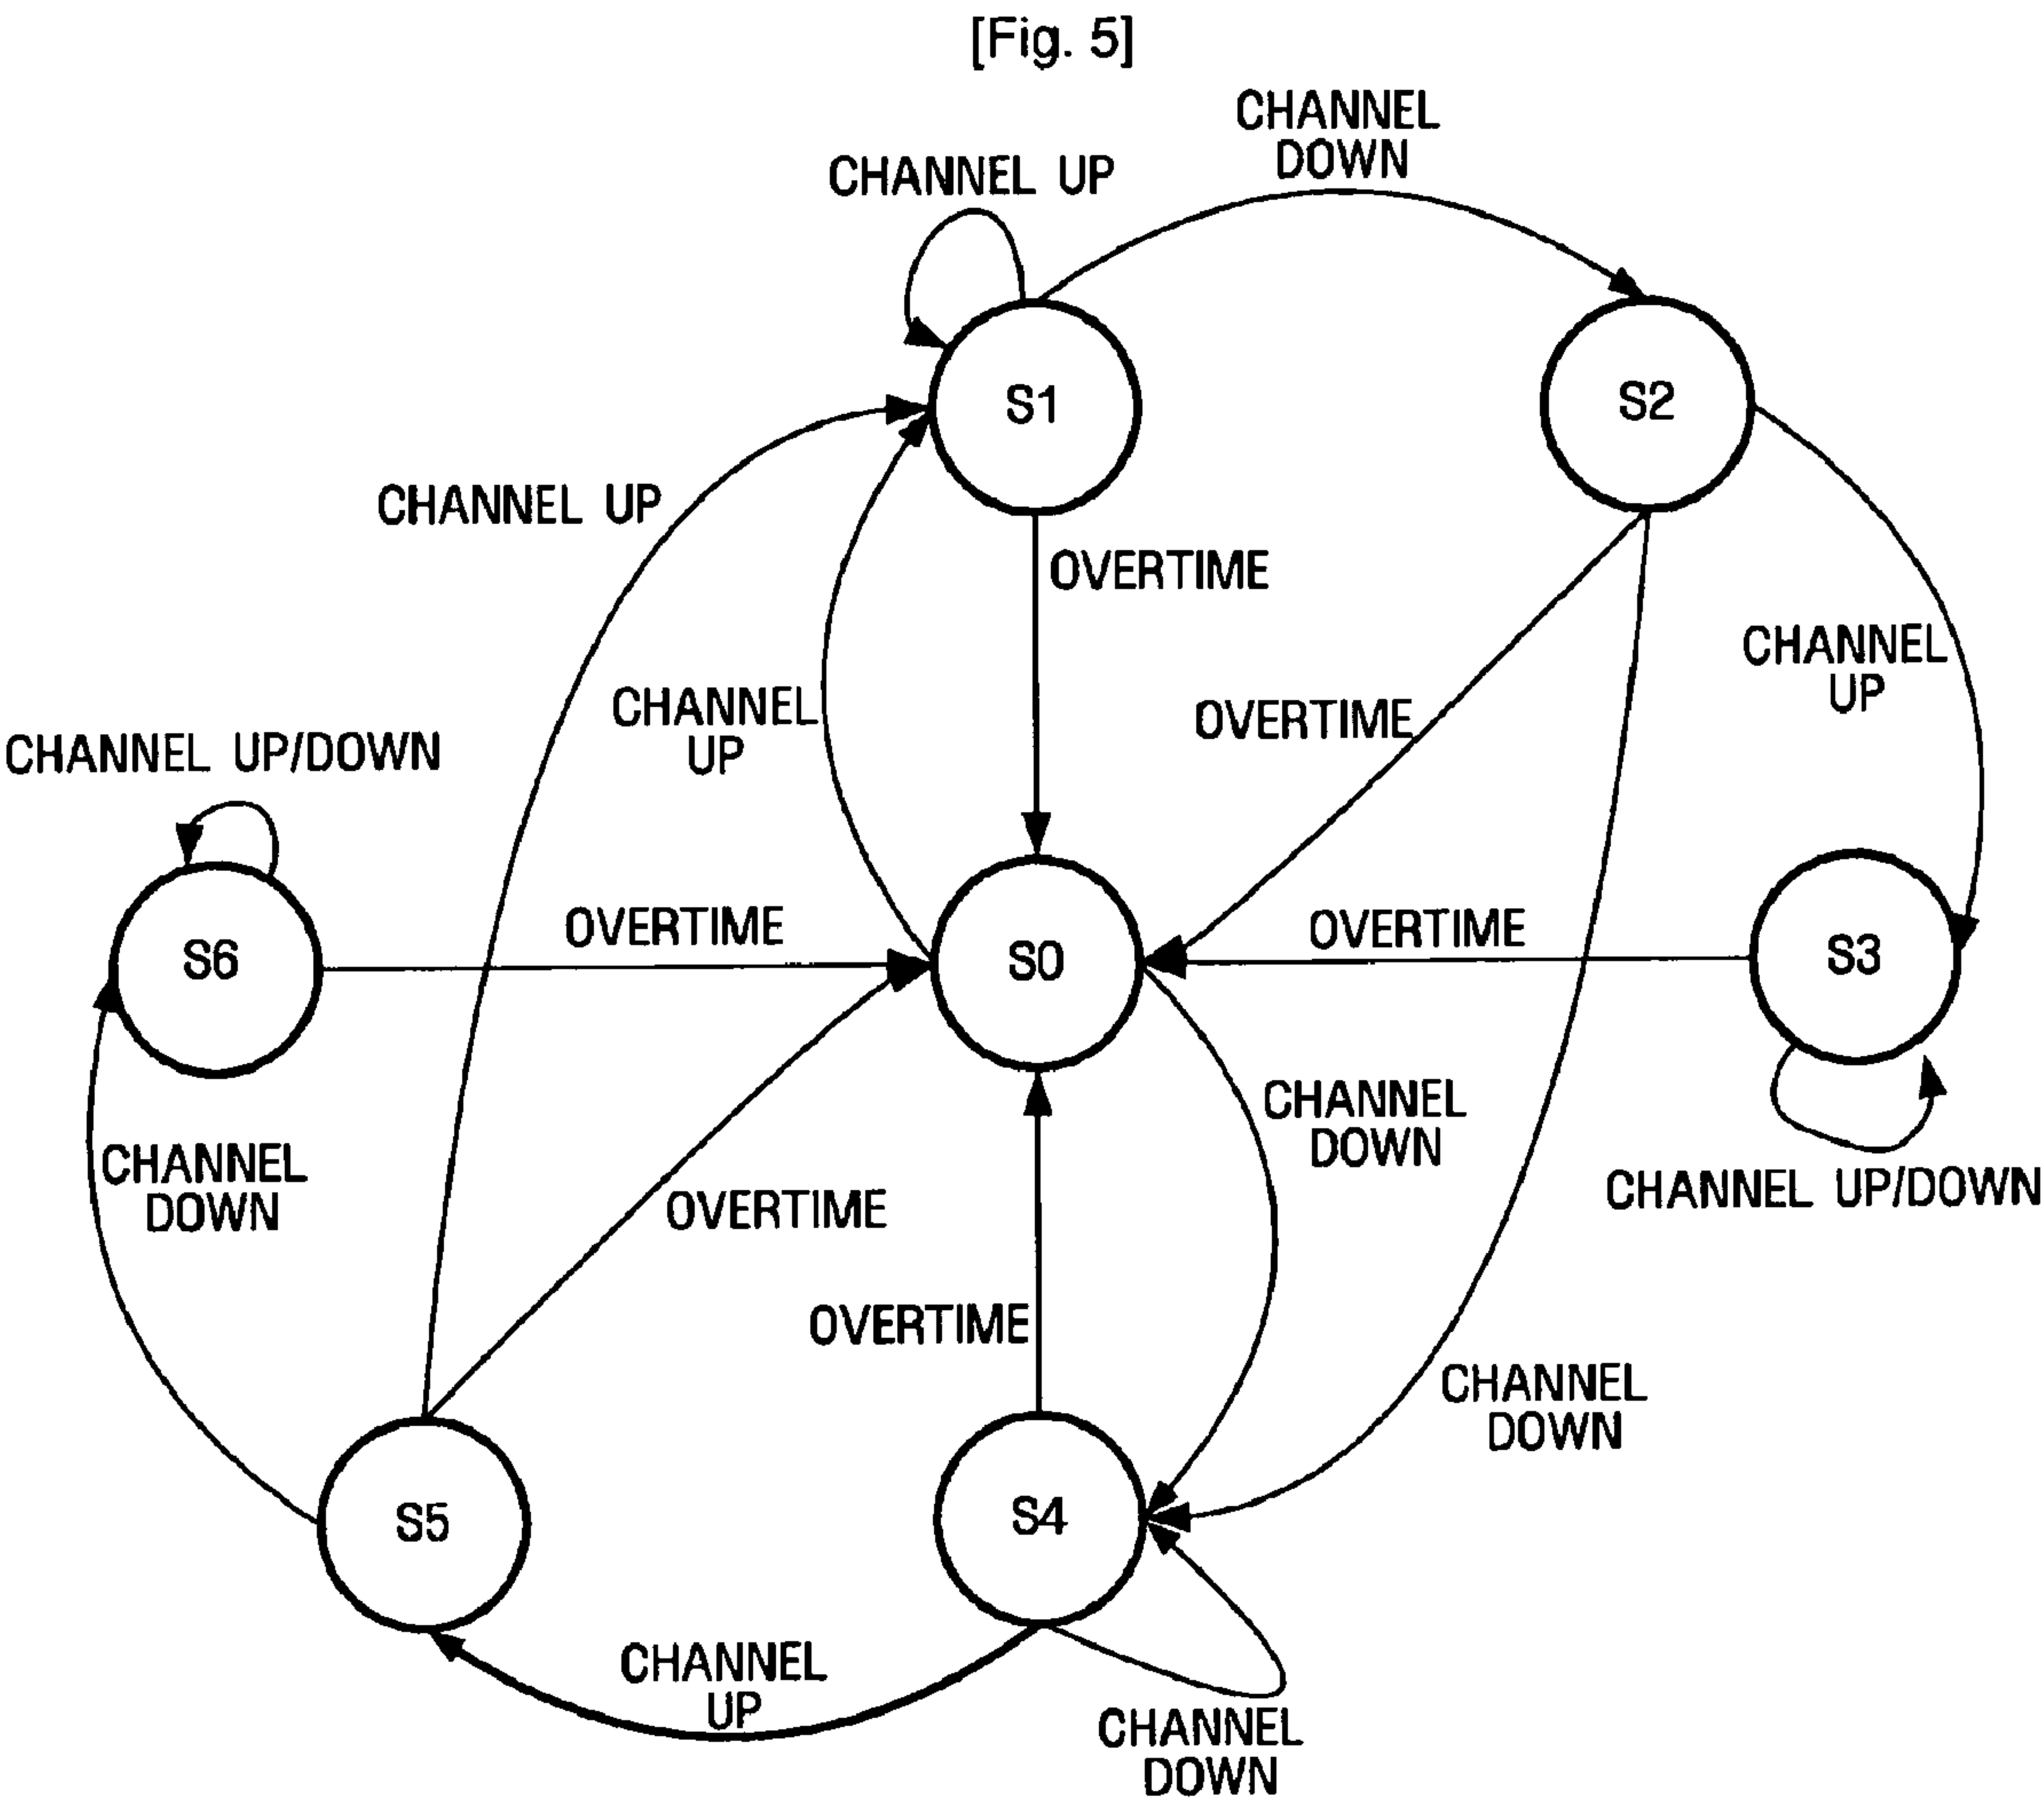 [Fig. 5]
CHANNEL
DOWN
CHANNEL UP
S1
S2
CHANNEL UP
OVERTIME
CHANNEL
UP
OVERTIME
CHANNEL
UP
CHANNEL UP/DOWN
S6
OVERTIME
S0
OVERTIME
S3
CHANNEL
DOWN
CHANNEL
DOWN
OVERTIME
CHANNEL UP/DOWN
OVERTIME
CHANNEL
DOWN
S5
S4
CHANNEL
UP
CHANNEL
DOWN